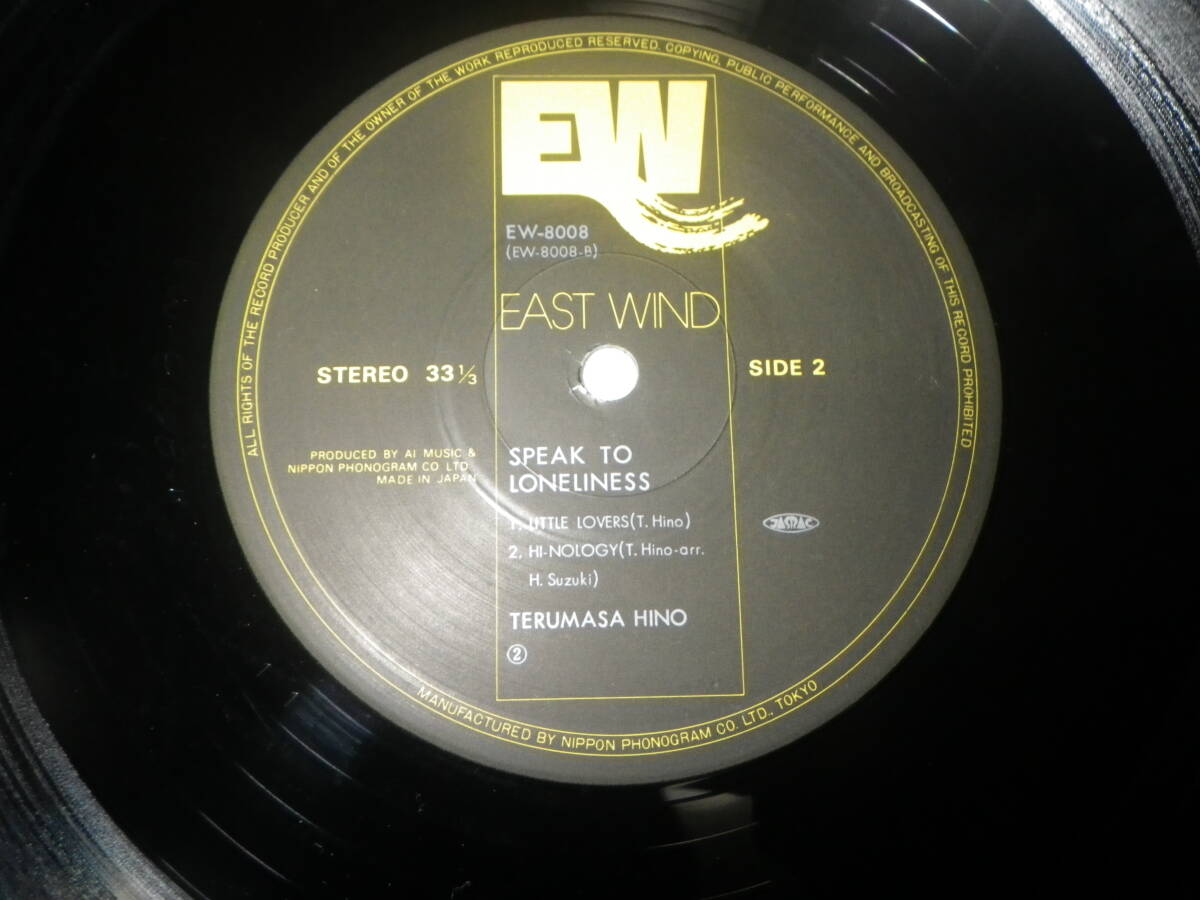 ALL RIGHTS OF THE RECORD PRODUCER AND OF THE OWNER OF THE WORK REPRODUCED RESERVED. COPYING, PUBLIC PERFORMANCE AND BROADCASTING OF THIS RECORD PROHIBITED
EW
EW-8008
(EW-8008-B)
EAST WIND
STEREO 33 1/3
SIDE 2
PRODUCED BY AI MUSIC &
NIPPON PHONOGRAM CO LTD.,
MADE IN JAPAN
SPEAK TO
LONELINESS
1. LITTLE LOVERS(T. Hino)
2. HI-NOLOGY(T. Hino-arr.
H. Suzuki)
JASRAC
TERUMASA HINO
②
MANUFACTURED BY NIPPON PHONOGRAM CO. LTD., TOKYO